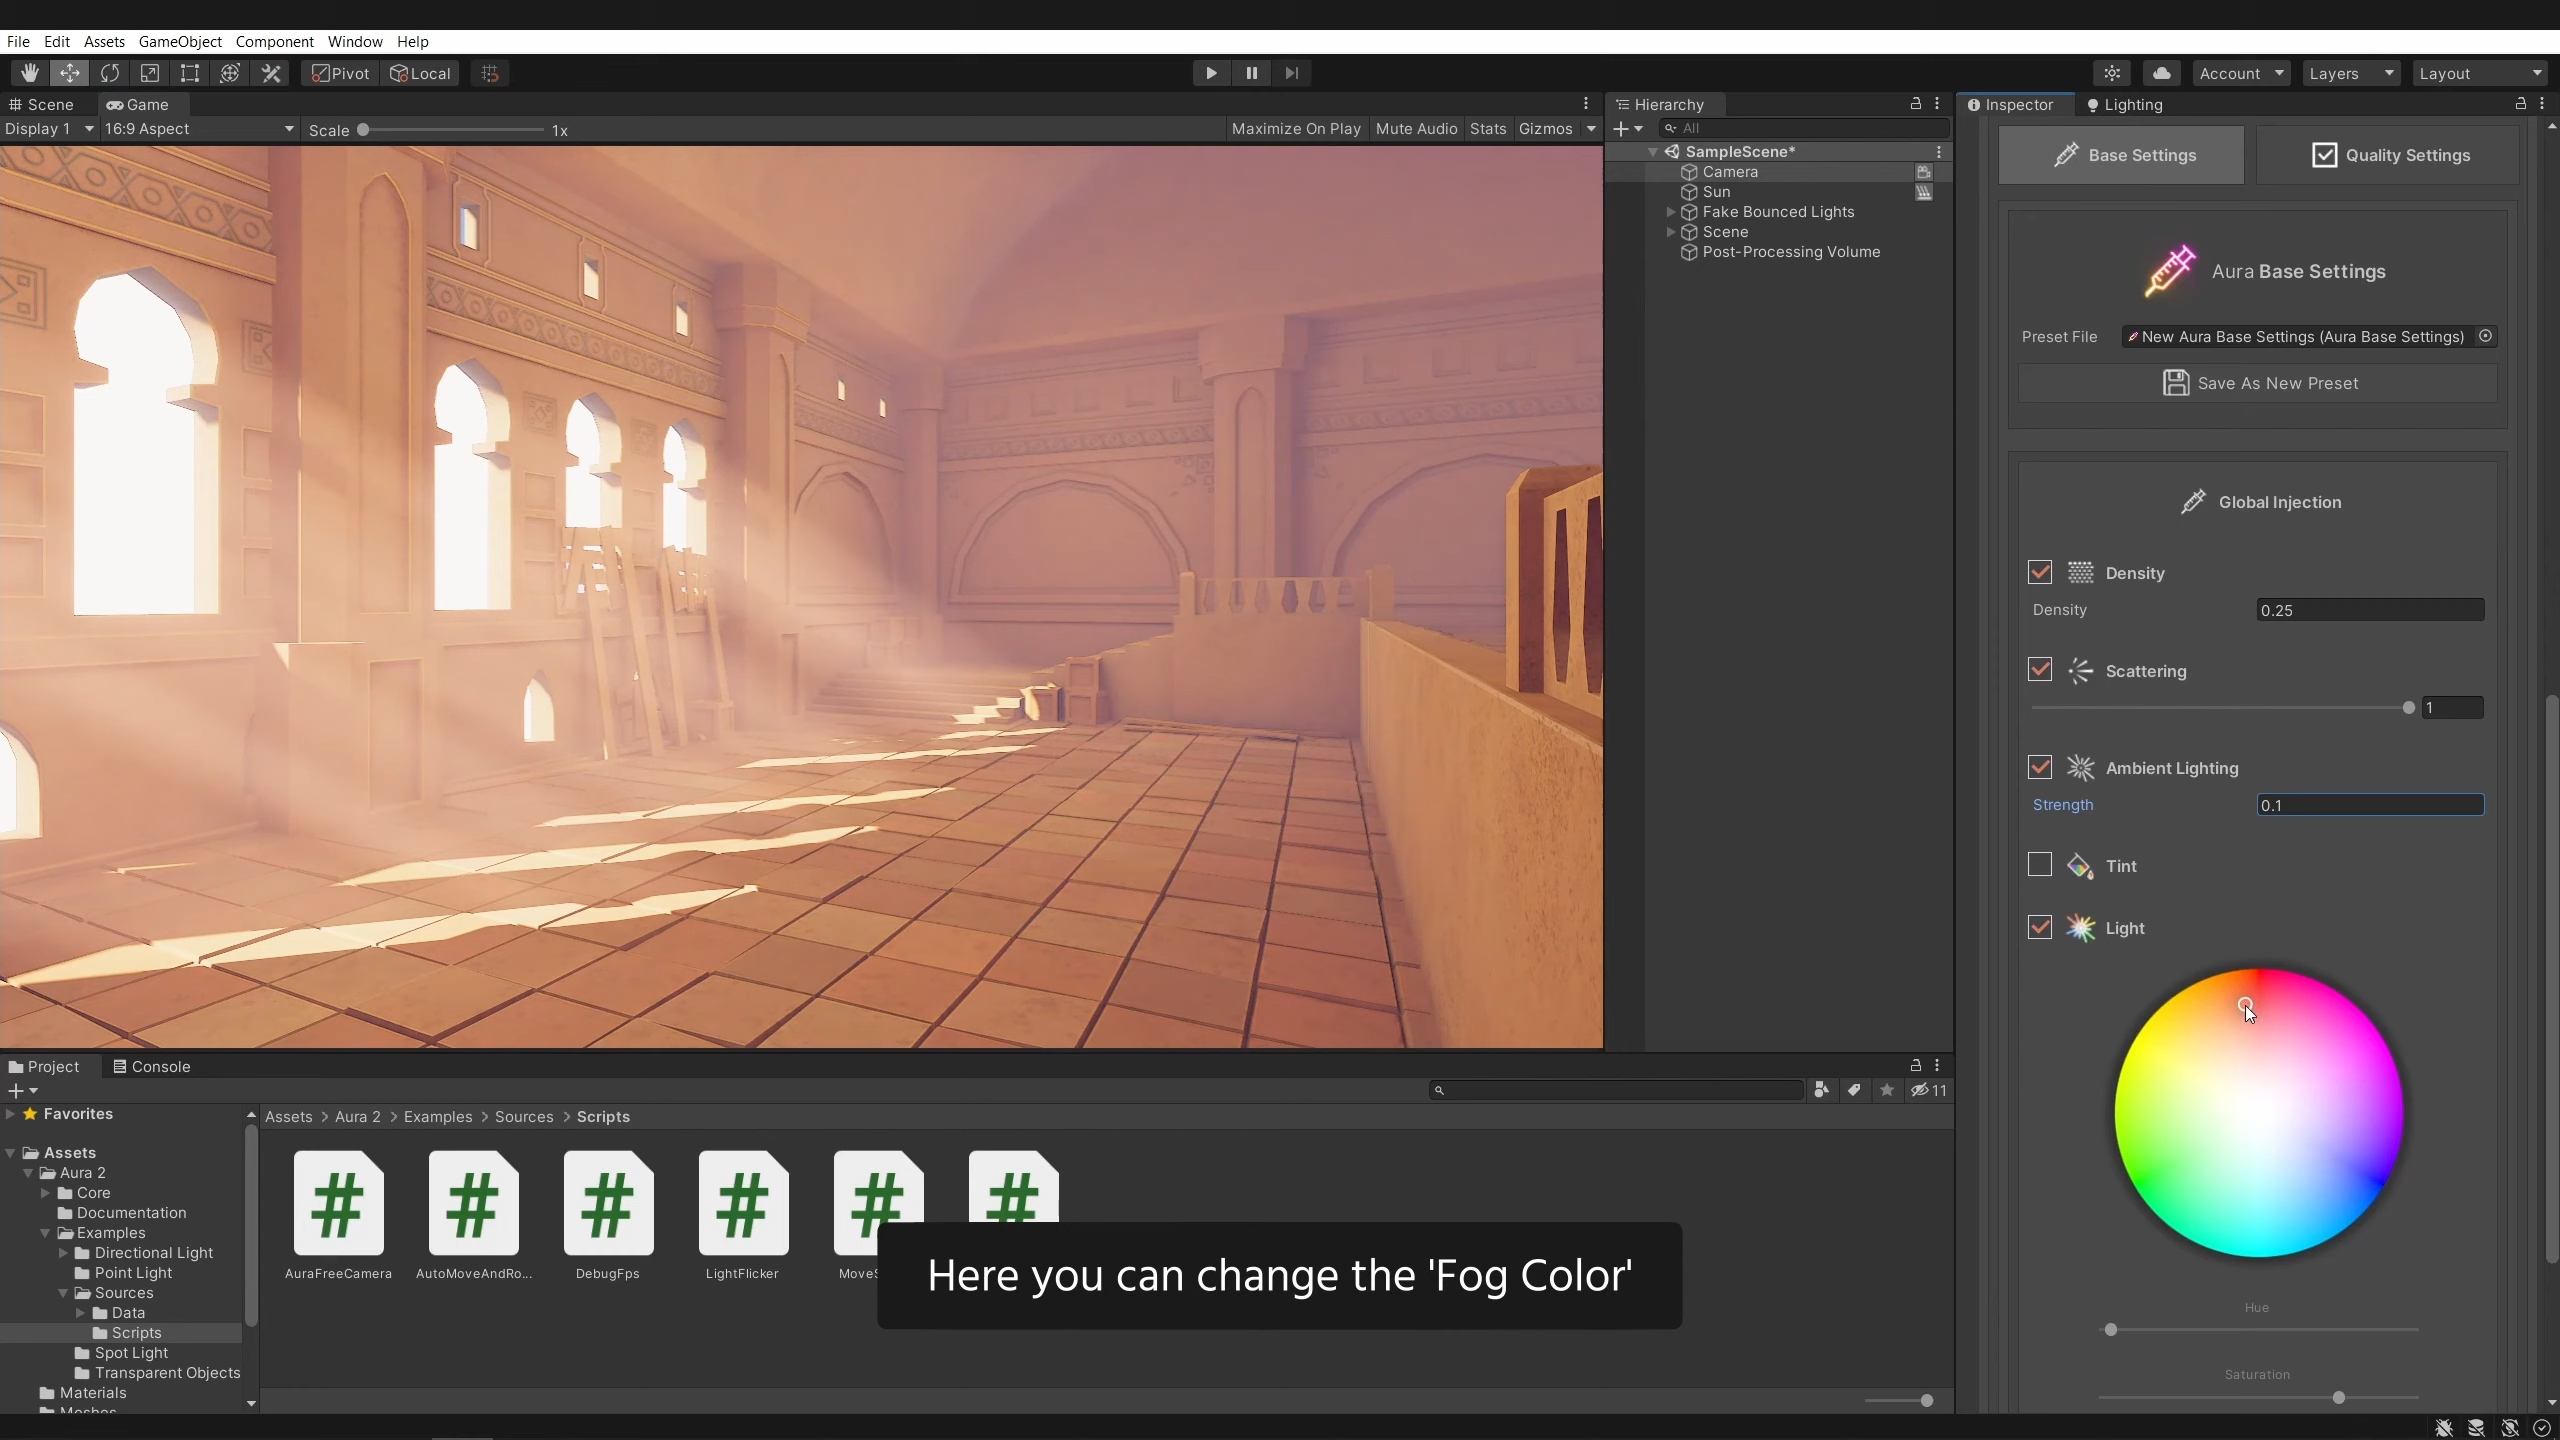 File Edit Assets GameObject Component Window Help
Pivot Local Account Layers Layout
Scene Game
Display 1 16:9 Aspect Scale 1x Maximize On Play Mute Audio Stats Gizmos
Hierarchy
All
SampleScene*
Camera
Sun
Fake Bounced Lights
Scene
Post-Processing Volume
Inspector Lighting
Base Settings Quality Settings
Aura Base Settings
Preset File New Aura Base Settings (Aura Base Settings)
Save As New Preset
Global Injection
Density
Density 0.25
Scattering
1
Ambient Lighting
Strength 0.1
Tint
Light
Hue
Saturation
Project Console
11
Favorites
Assets
Aura 2
Core
Documentation
Examples
Directional Light
Point Light
Sources
Data
Scripts
Spot Light
Transparent Objects
Materials
Assets > Aura 2 > Examples > Sources > Scripts
AuraFreeCamera AutoMoveAndRo... DebugFps LightFlicker
Here you can change the 'Fog Color'